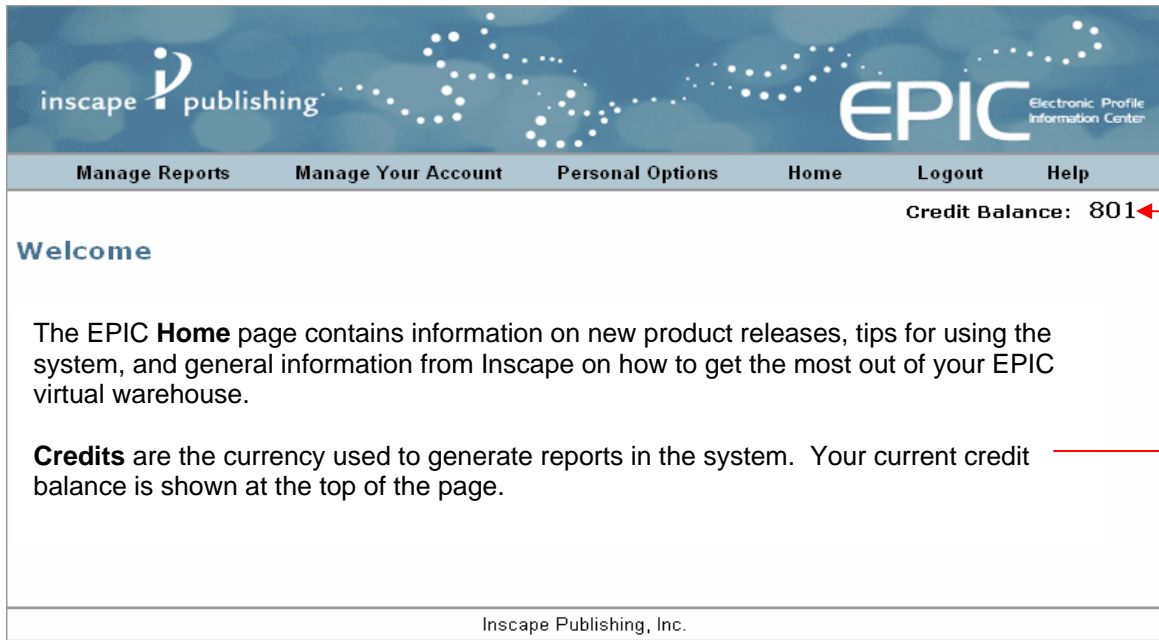 inscape publishing
EPIC
Electronic Profile
Information Center
Manage Reports Manage Your Account Personal Options Home Logout Help
Credit Balance: 801
Welcome
The EPIC Home page contains information on new product releases, tips for using the
system, and general information from Inscape on how to get the most out of your EPIC
virtual warehouse.
Credits are the currency used to generate reports in the system. Your current credit
balance is shown at the top of the page.
Inscape Publishing, Inc.